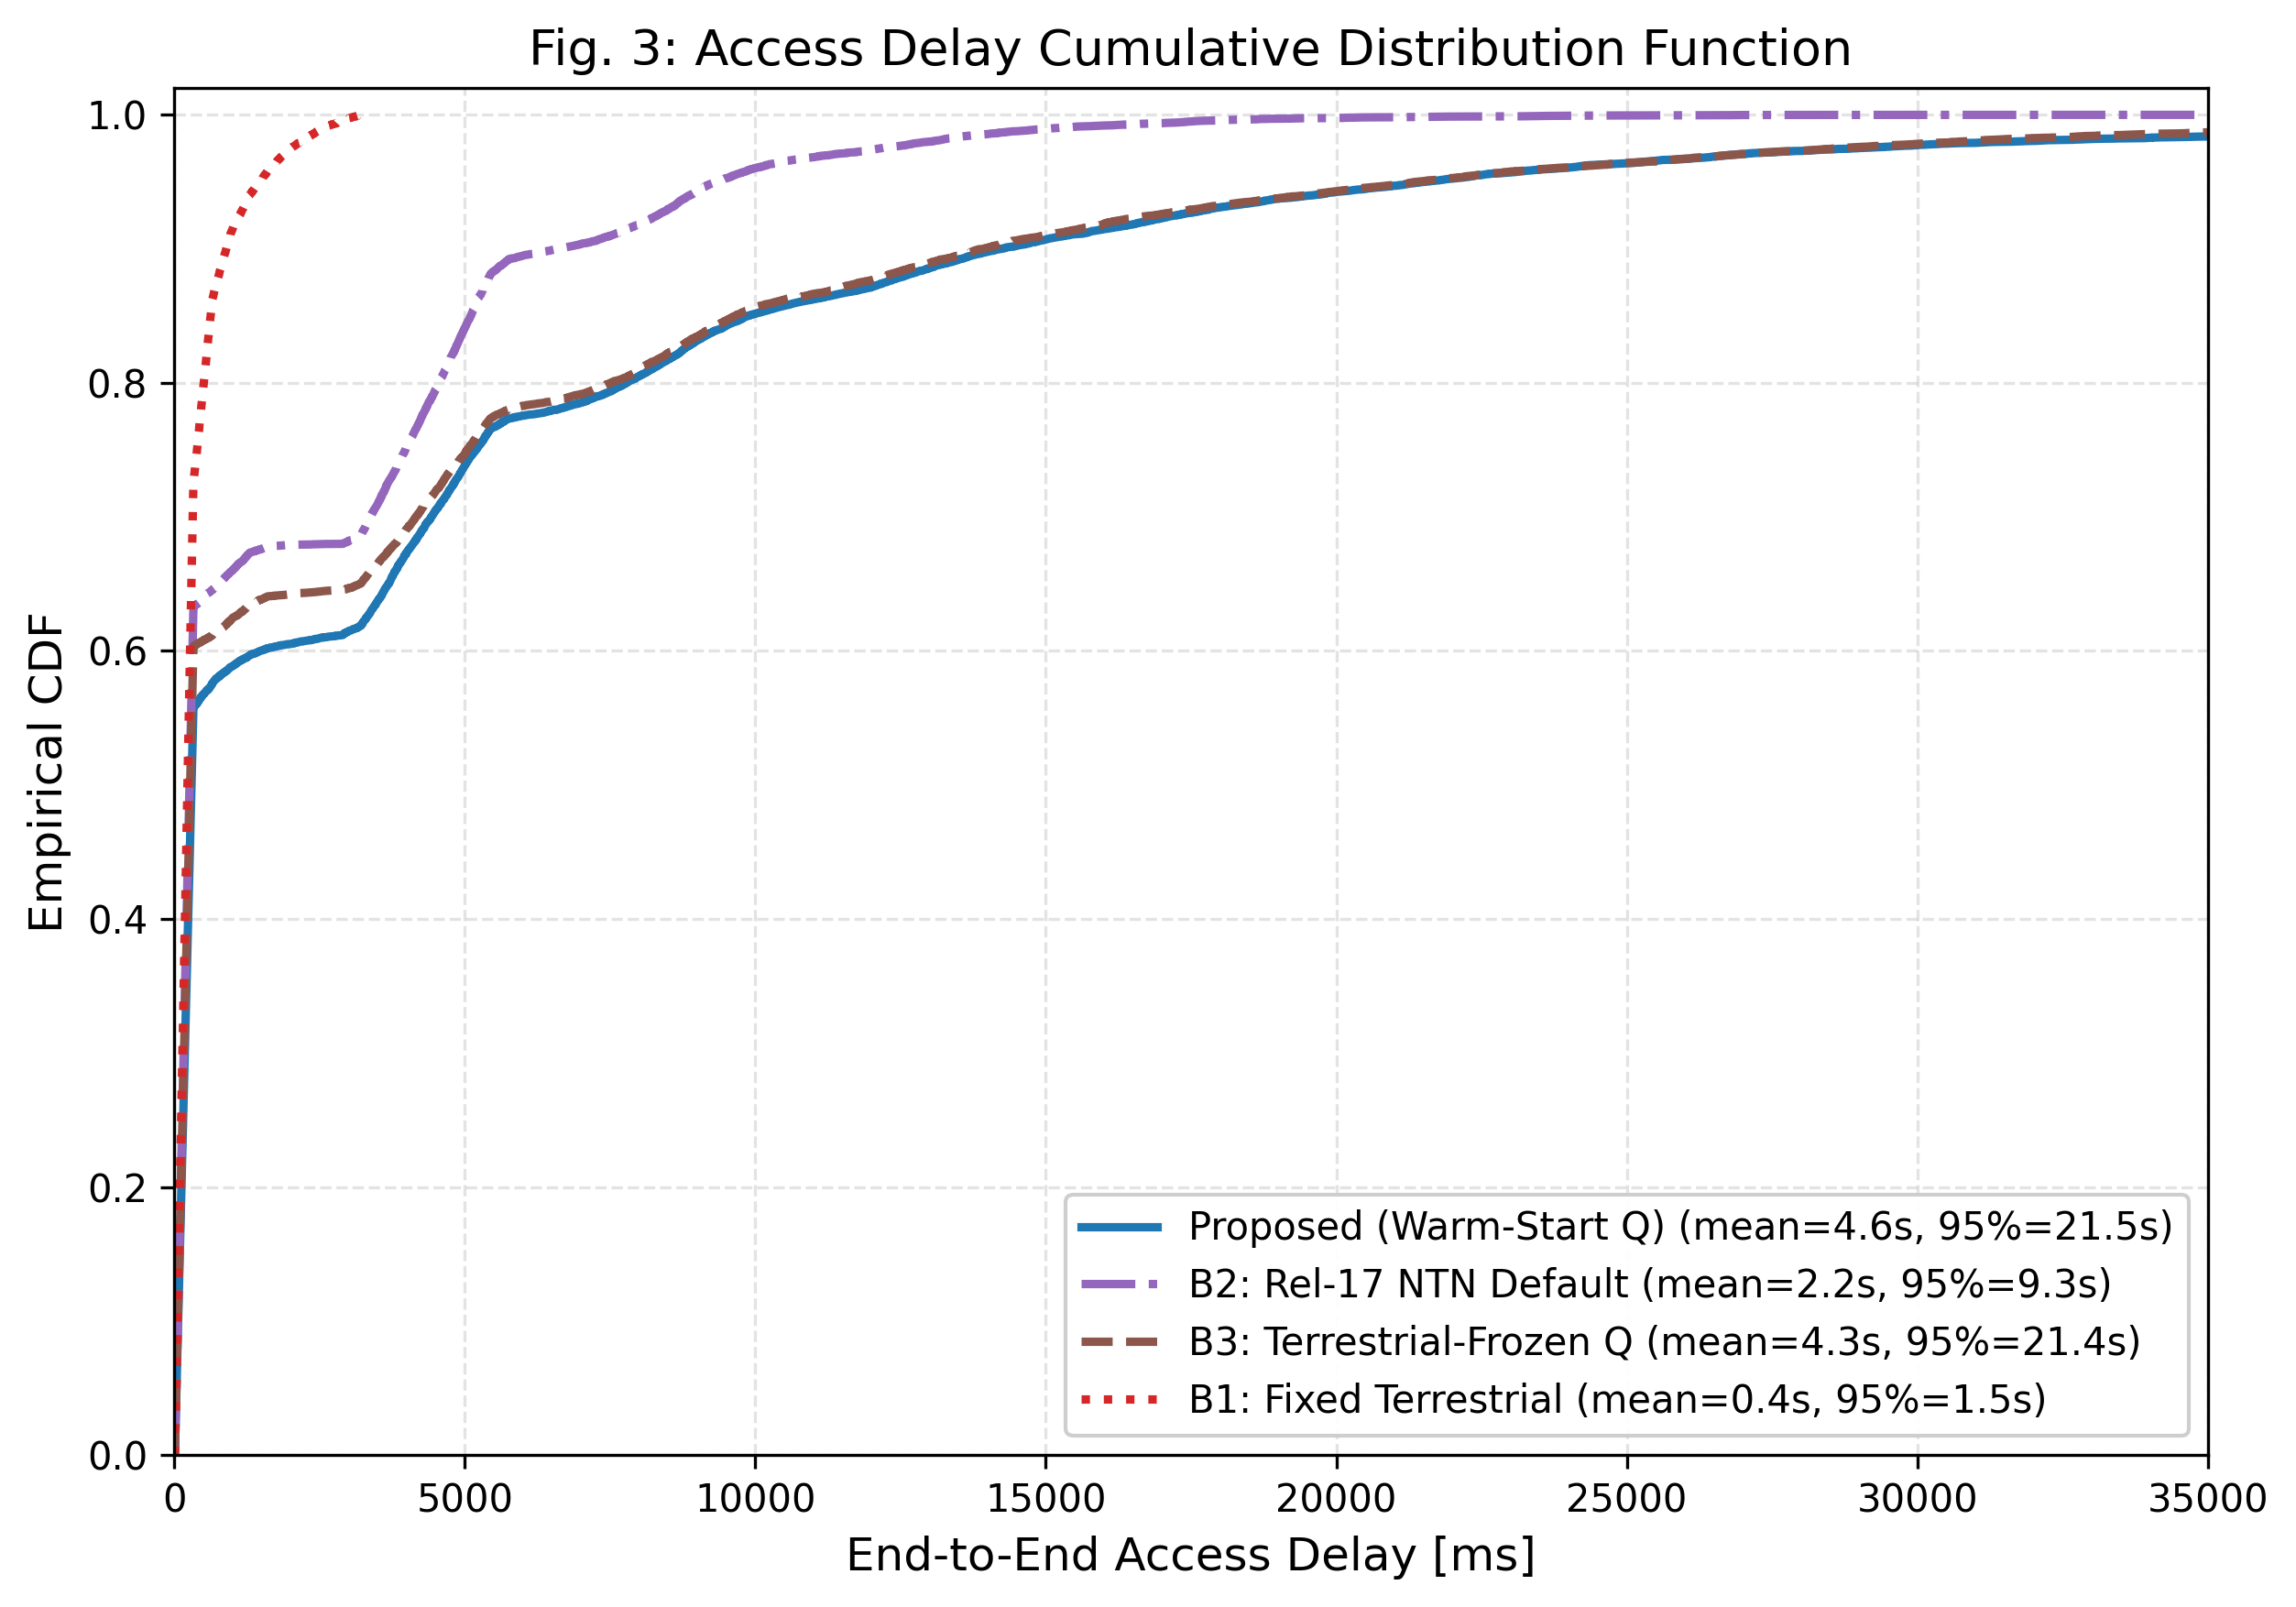 Fig. 3: Access Delay Cumulative Distribution Function
Empirical CDF
1.0
0.8
0.6
0.4
0.2
0.0
Proposed (Warm-Start Q) (mean=4.6s, 95%=21.5s)
B2: Rel-17 NTN Default (mean=2.2s, 95%=9.3s)
B3: Terrestrial-Frozen Q (mean=4.3s, 95%=21.4s)
B1: Fixed Terrestrial (mean=0.4s, 95%=1.5s)
0 5000 10000 15000 20000 25000 30000 35000
End-to-End Access Delay [ms]